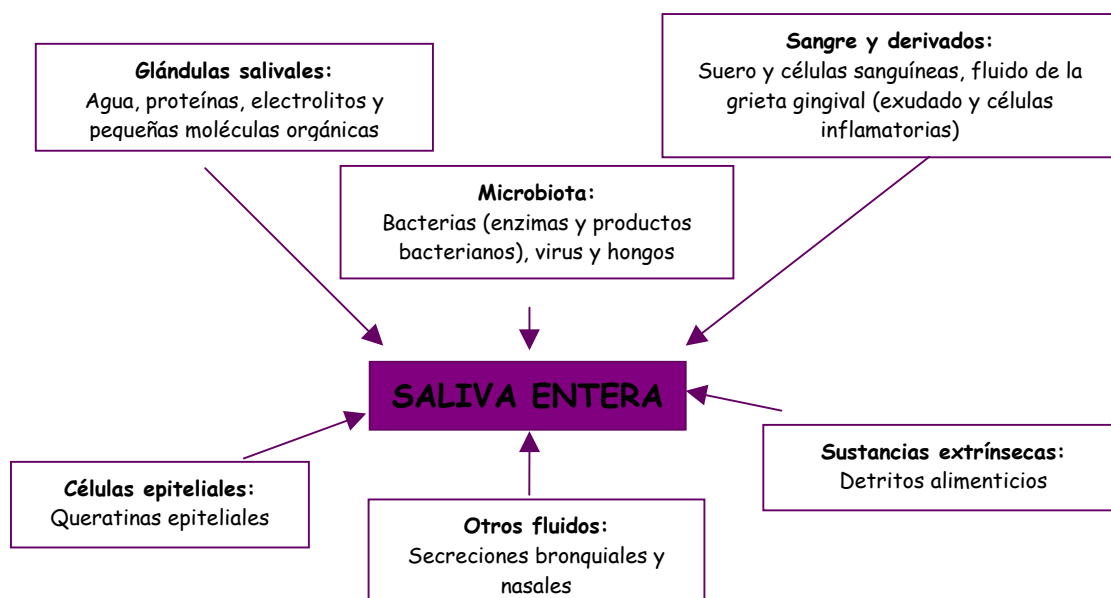 Glándulas salivales:
Agua, proteínas, electrolitos y
pequeñas moléculas orgánicas
Sangre y derivados:
Suero y células sanguíneas, fluido de la
grieta gingival (exudado y células
inflamatorias)
Microbiota:
Bacterias (enzimas y productos
bacterianos), virus y hongos
SALIVA ENTERA
Células epiteliales:
Queratinas epiteliales
Otros fluidos:
Secreciones bronquiales y
nasales
Sustancias extrínsecas:
Detritos alimenticios